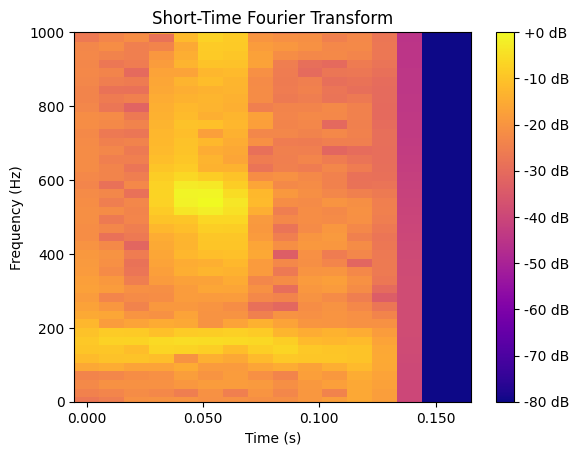 Short-Time Fourier Transform
Frequency (Hz)
1000
800
600
400
200
0
0.000
0.050
0.100
0.150
Time (s)
+0 dB
-10 dB
-20 dB
-30 dB
-40 dB
-50 dB
-60 dB
-70 dB
-80 dB